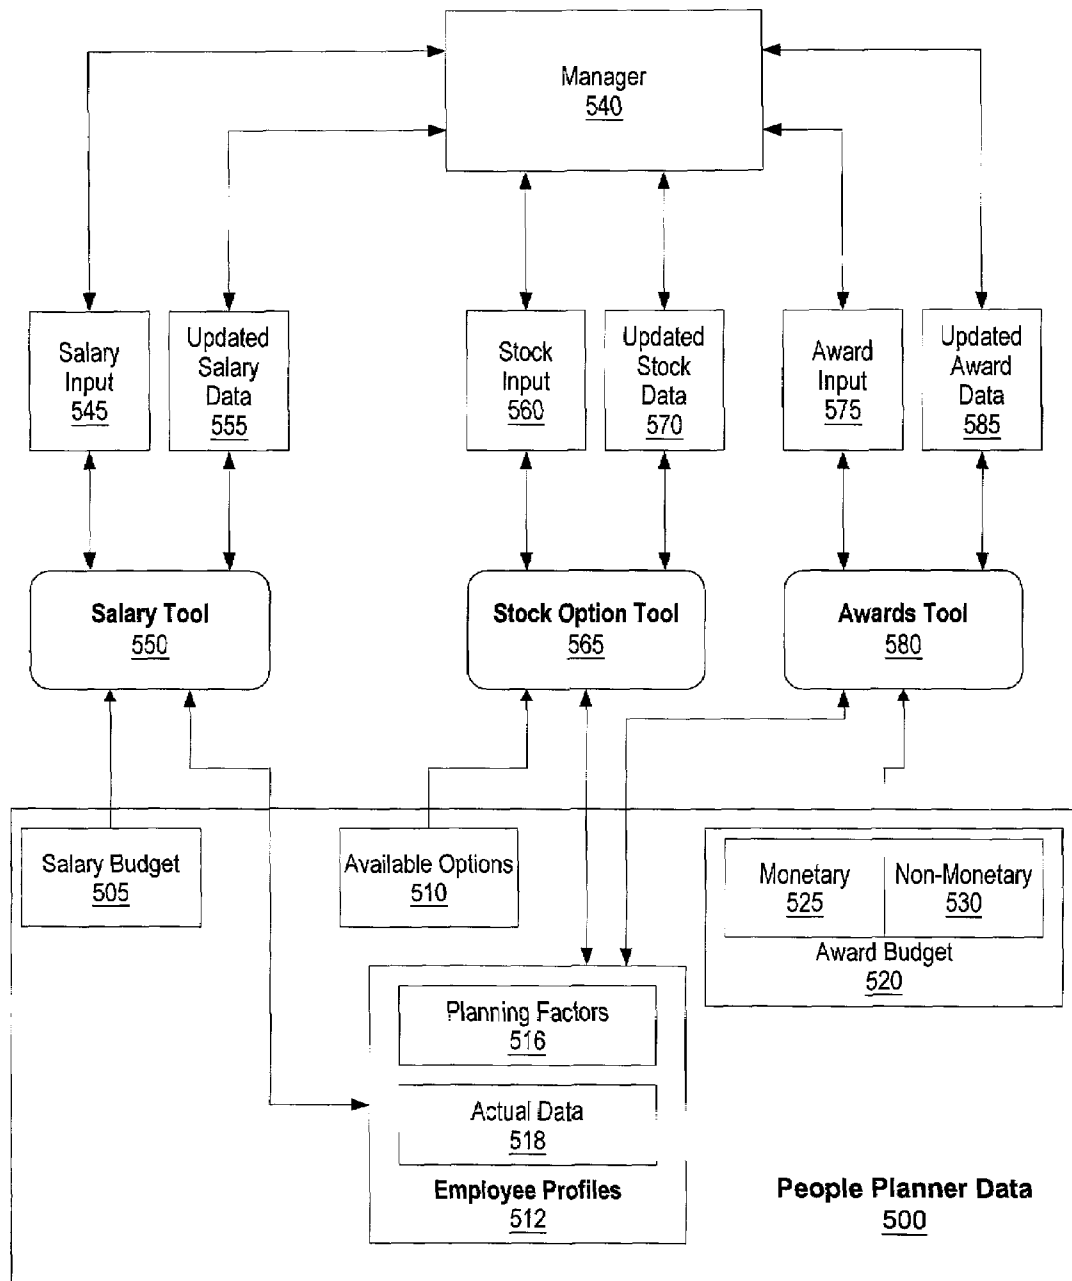 Manager
540
Salary
Input
545
Updated
Salary
Data
555
Stock
Input
560
Updated
Stock
Data
570
Award
Input
575
Updated
Award
Data
585
Salary Tool
550
Stock Option Tool
565
Awards Tool
580
Salary Budget
505
Available Options
510
Monetary
525
Non-Monetary
530
Award Budget
520
Planning Factors
516
Actual Data
518
Employee Profiles
512
People Planner Data
500